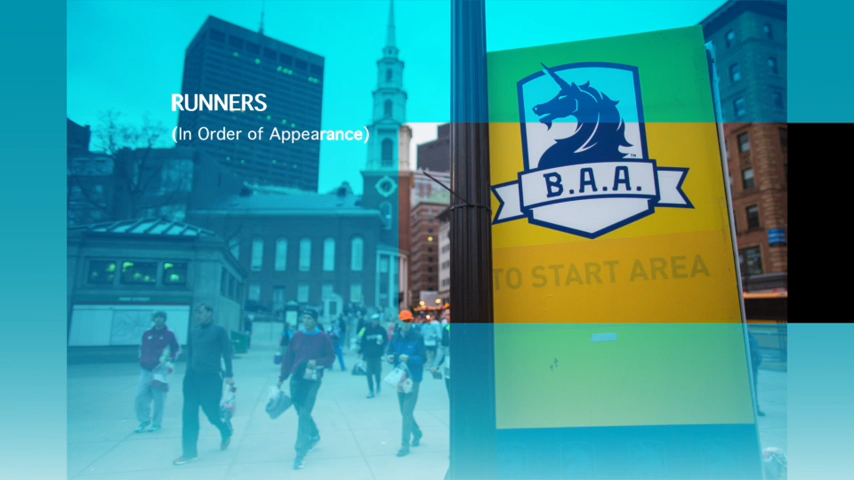 RUNNERS
(In Order of Appearance)
B.A.A.
TO START AREA